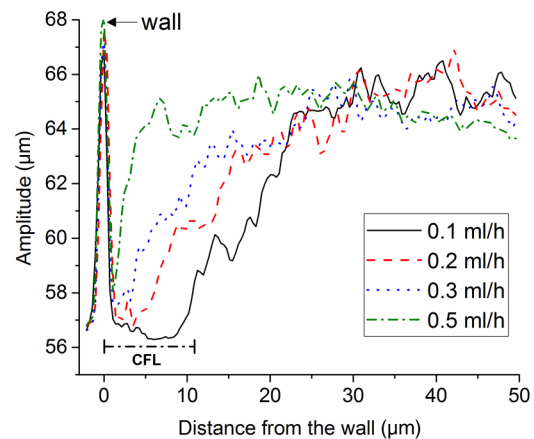 wall
68
66
64
62
60
58
56
Amplitude (μm)
0.1 ml/h
0.2 ml/h
0.3 ml/h
0.5 ml/h
CFL
0 10 20 30 40 50
Distance from the wall (μm)